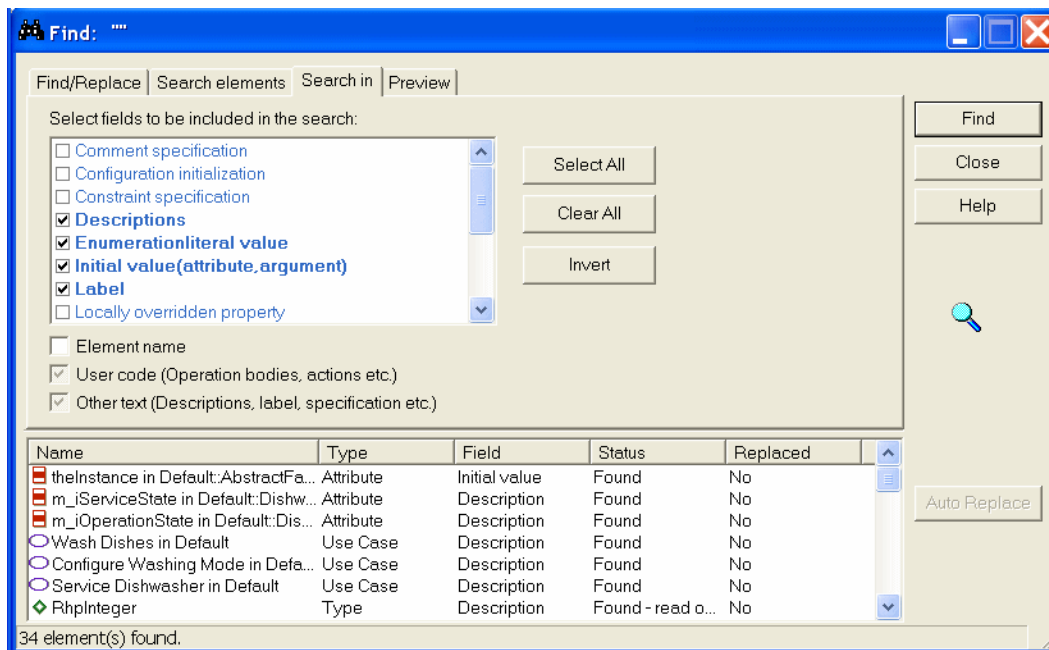 Find: ""
Find/Replace Search elements Search in Preview
Select fields to be included in the search:
Comment specification
Configuration initialization
Constraint specification
Descriptions
Enumerationliteral value
Initial value(attribute,argument)
Label
Locally overridden property
Select All
Clear All
Invert
Find
Close
Help
Element name
User code (Operation bodies, actions etc.)
Other text (Descriptions, label, specification etc.)
Name Type Field Status Replaced
theInstance in Default::AbstractFa... Attribute Initial value Found No
m_iServiceState in Default::Dishw... Attribute Description Found No
m_iOperationState in Default::Dis... Attribute Description Found No
Wash Dishes in Default Use Case Description Found No
Configure Washing Mode in Defa... Use Case Description Found No
Service Dishwasher in Default Use Case Description Found No
RhpInteger Type Description Found - read o... No
Auto Replace
34 element(s) found.